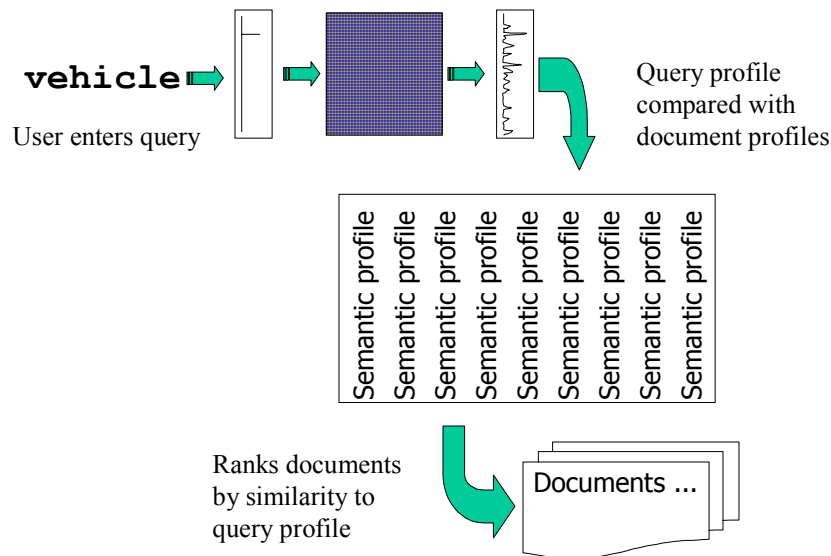 vehicle
User enters query
Query profile
compared with
document profiles
Semantic profile
Semantic profile
Semantic profile
Semantic profile
Semantic profile
Semantic profile
Semantic profile
Semantic profile
Semantic profile
Ranks documents
by similarity to
query profile
Documents ...